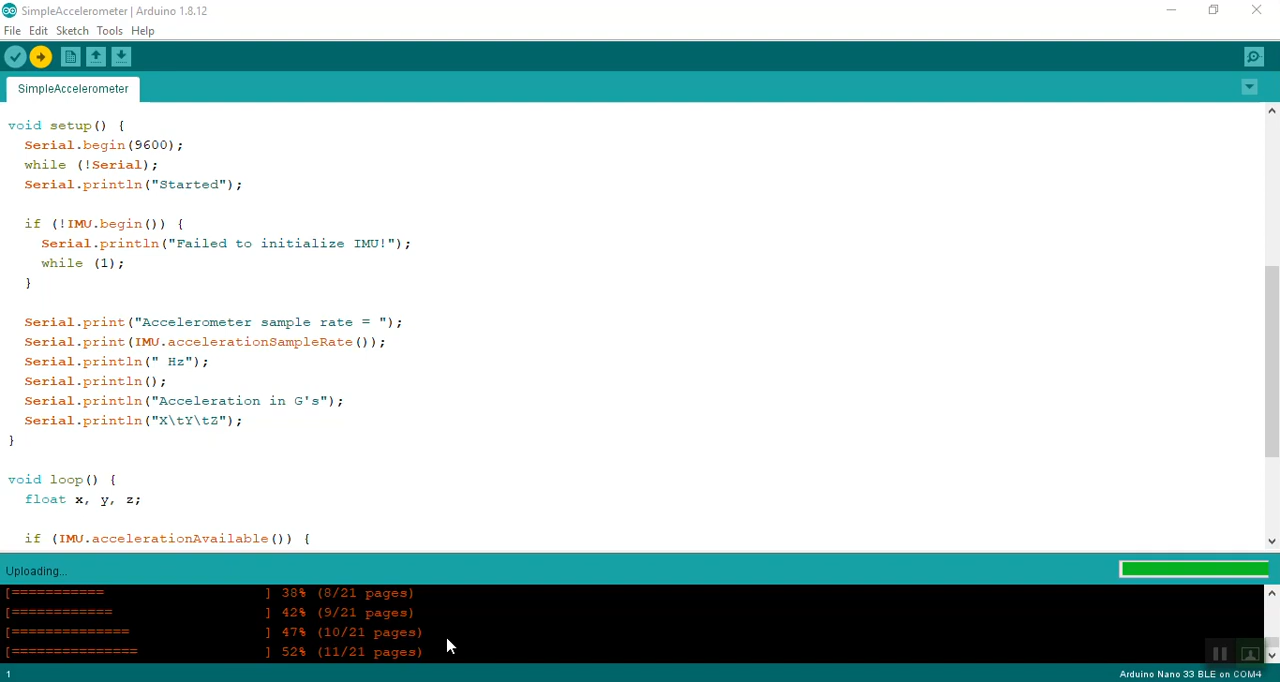 SimpleAccelerometer | Arduino 1.8.12
File Edit Sketch Tools Help
SimpleAccelerometer
void setup() {
  Serial.begin(9600);
  while (!Serial);
  Serial.println("Started");
  if (!IMU.begin()) {
    Serial.println("Failed to initialize IMU!");
    while (1);
  }
  Serial.print("Accelerometer sample rate = ");
  Serial.print(IMU.accelerationSampleRate());
  Serial.println(" Hz");
  Serial.println();
  Serial.println("Acceleration in G's");
  Serial.println("X\tY\tZ");
}
void loop() {
  float x, y, z;
  if (IMU.accelerationAvailable()) {
Uploading...
[===========                   ] 38% (8/21 pages)
[============                  ] 42% (9/21 pages)
[==============                ] 47% (10/21 pages)
[===============               ] 52% (11/21 pages)
1 Arduino Nano 33 BLE on COM4